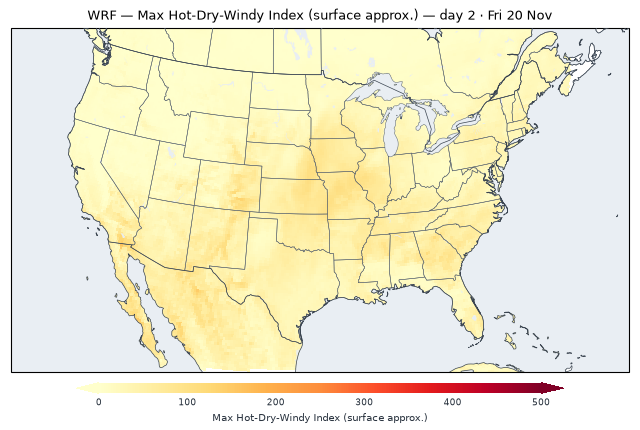 WRF — Max Hot-Dry-Windy Index (surface approx.) — day 2 · Fri 20 Nov
0 100 200 300 400 500
Max Hot-Dry-Windy Index (surface approx.)